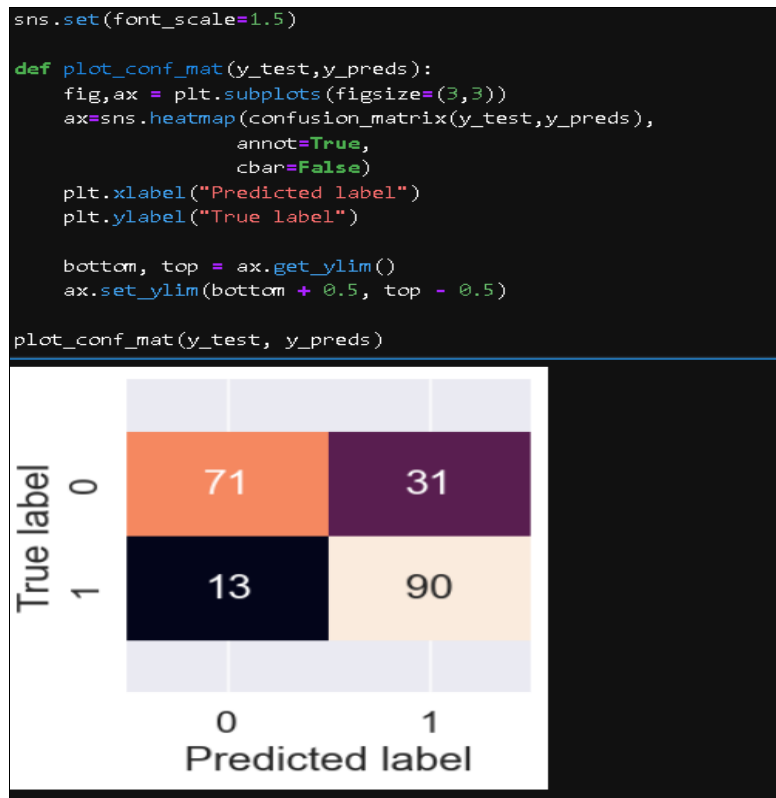 sns.set(font_scale=1.5)
def plot_conf_mat(y_test,y_preds):
    fig,ax = plt.subplots(figsize=(3,3))
    ax=sns.heatmap(confusion_matrix(y_test,y_preds),
                   annot=True,
                   cbar=False)
    plt.xlabel("Predicted label")
    plt.ylabel("True label")
    bottom, top = ax.get_ylim()
    ax.set_ylim(bottom + 0.5, top - 0.5)
plot_conf_mat(y_test, y_preds)
True label
0 71 31
1 13 90
0 1
Predicted label